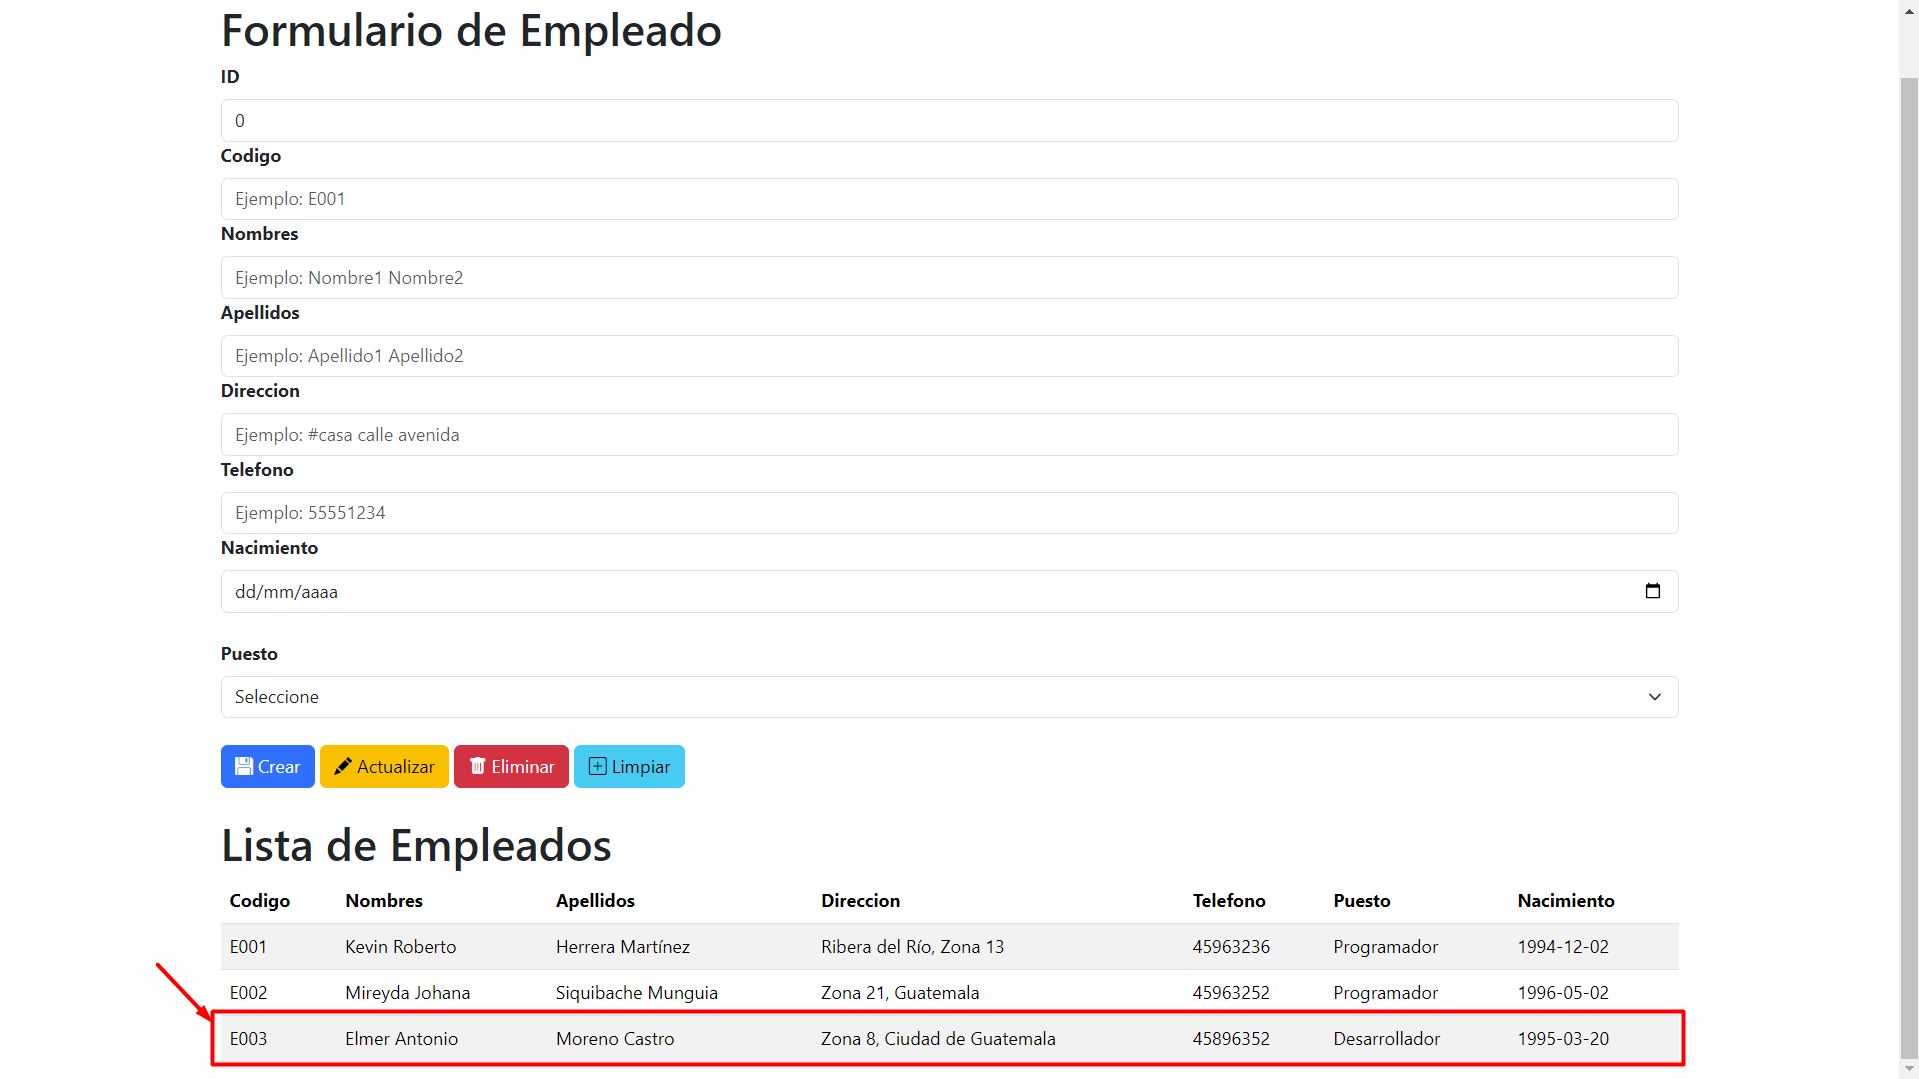 Formulario de Empleado
ID
0
Codigo
Ejemplo: E001
Nombres
Ejemplo: Nombre1 Nombre2
Apellidos
Ejemplo: Apellido1 Apellido2
Direccion
Ejemplo: #casa calle avenida
Telefono
Ejemplo: 55551234
Nacimiento
dd/mm/aaaa
Puesto
Seleccione
Crear Actualizar Eliminar Limpiar
Lista de Empleados
Codigo Nombres Apellidos Direccion Telefono Puesto Nacimiento
E001 Kevin Roberto Herrera Martínez Ribera del Río, Zona 13 45963236 Programador 1994-12-02
E002 Mireyda Johana Siquibache Munguia Zona 21, Guatemala 45963252 Programador 1996-05-02
E003 Elmer Antonio Moreno Castro Zona 8, Ciudad de Guatemala 45896352 Desarrollador 1995-03-20